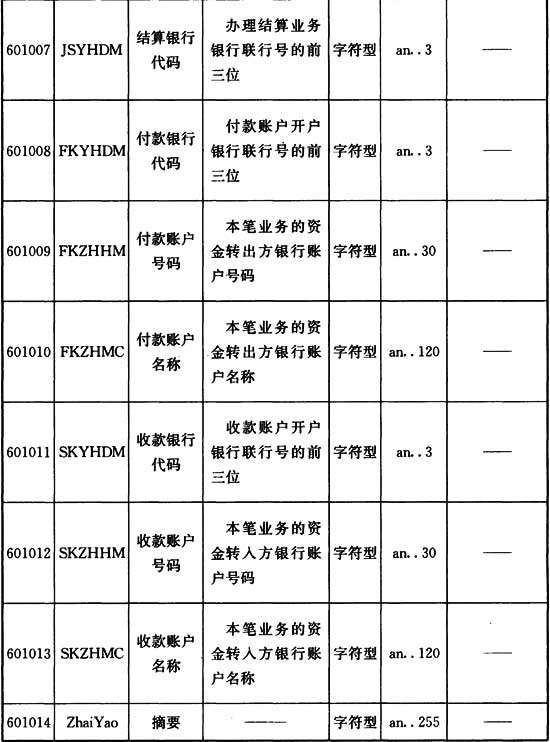 601007 JSYHDM 结算银行代码 办理结算业务银行联行号的前三位 字符型 an..3 ——
601008 FKYHDM 付款银行代码 付款账户开户银行联行号的前三位 字符型 an..3 ——
601009 FKZHHM 付款账户号码 本笔业务的资金转出方银行账户号码 字符型 an..30 ——
601010 FKZHMC 付款账户名称 本笔业务的资金转出方银行账户名称 字符型 an..120 ——
601011 SKYHDM 收款银行代码 收款账户开户银行联行号的前三位 字符型 an..3 ——
601012 SKZHHM 收款账户号码 本笔业务的资金转入方银行账户号码 字符型 an..30 ——
601013 SKZHMC 收款账户名称 本笔业务的资金转入方银行账户名称 字符型 an..120 ——
601014 ZhaiYao 摘要 —— 字符型 an..255 ——